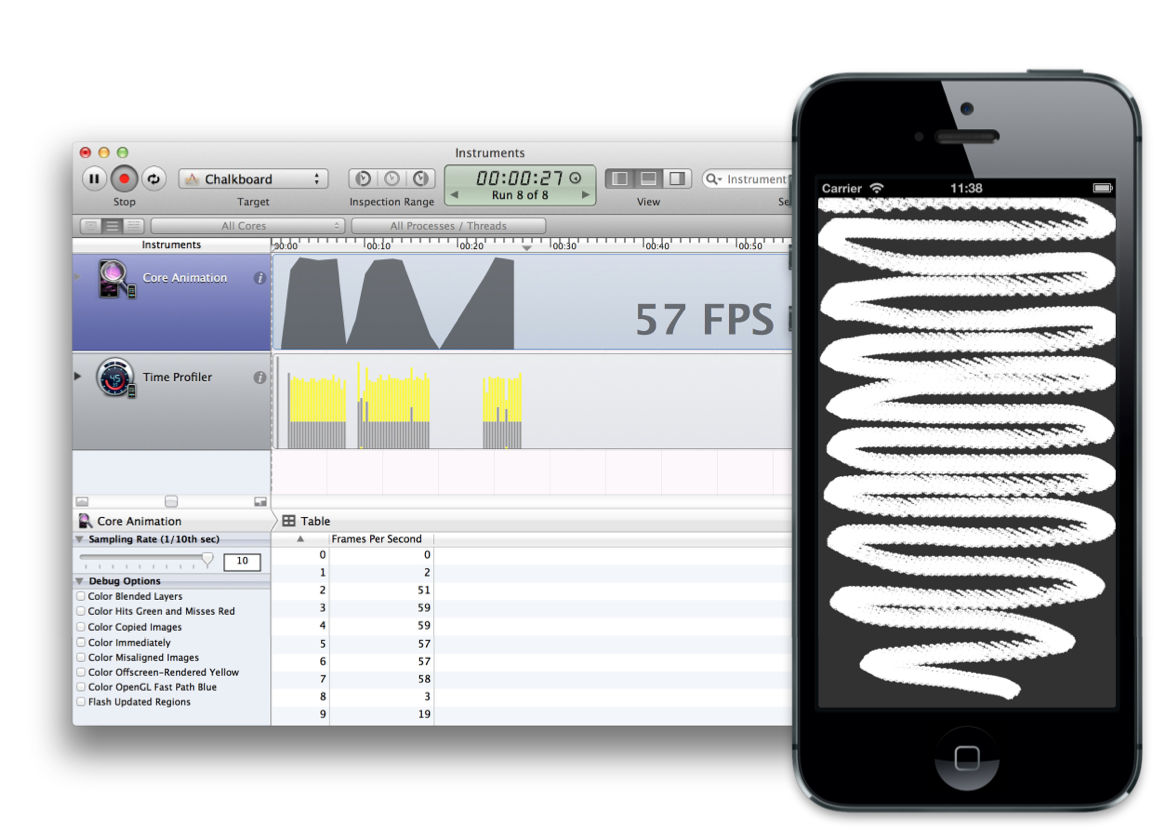 Instruments
Chalkboard
00:00:27
Run 8 of 8
Instrument
Stop
Target
Inspection Range
View
All Cores
All Processes / Threads
Instruments
00:00
00:10
00:20
00:30
00:40
00:50
Core Animation
57 FPS
Time Profiler
45
Core Animation
Table
Sampling Rate (1/10th sec)
10
Debug Options
Color Blended Layers
Color Hits Green and Misses Red
Color Copied Images
Color Immediately
Color Misaligned Images
Color Offscreen-Rendered Yellow
Color OpenGL Fast Path Blue
Flash Updated Regions
Frames Per Second
0 0
1 2
2 51
3 59
4 59
5 57
6 57
7 58
8 3
9 19
Carrier 11:38